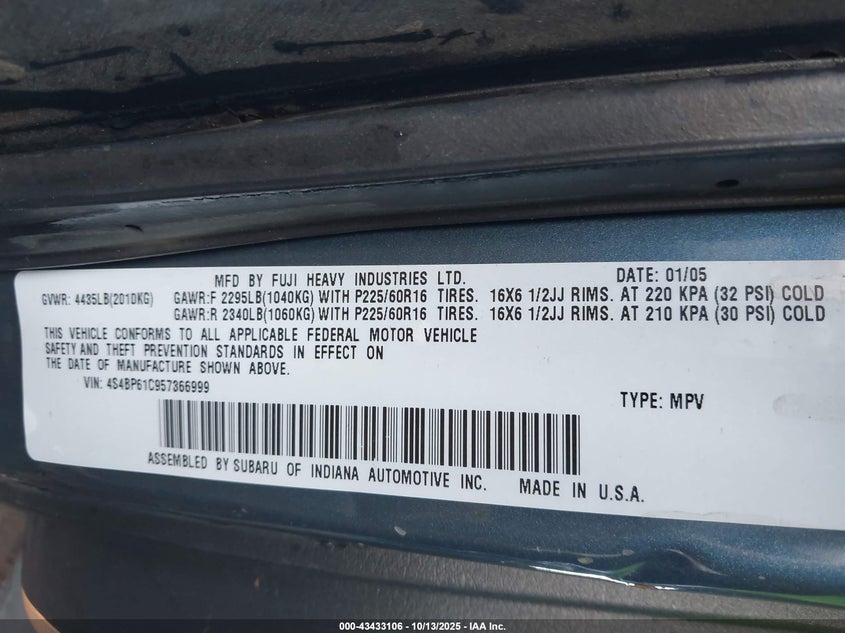 MFD BY FUJI HEAVY INDUSTRIES LTD. DATE: 01/05
GVWR: 4435LB(2010KG) GAWR:F 2295LB(1040KG) WITH P225/60R16 TIRES. 16X6 1/2JJ RIMS. AT 220 KPA (32 PSI) COLD
GAWR:R 2340LB(1060KG) WITH P225/60R16 TIRES. 16X6 1/2JJ RIMS. AT 210 KPA (30 PSI) COLD
THIS VEHICLE CONFORMS TO ALL APPLICABLE FEDERAL MOTOR VEHICLE
SAFETY AND THEFT PREVENTION STANDARDS IN EFFECT ON
THE DATE OF MANUFACTURE SHOWN ABOVE.
VIN: 4S4BP61C957366999 TYPE: MPV
ASSEMBLED BY SUBARU OF INDIANA AUTOMOTIVE INC. MADE IN U.S.A.
000-43433106 - 10/13/2025 - IAA Inc.